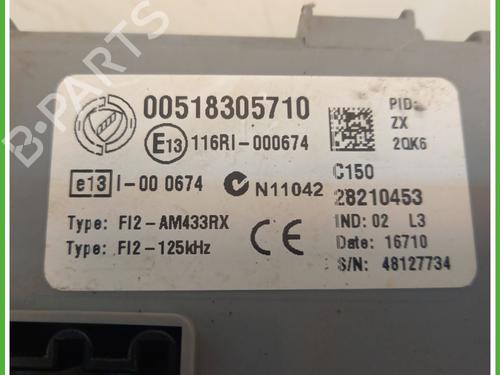 00518305710
PID:
ZX
2QK6
E13 116RI-000674
e13 I-00 0674
N11042
C150
28210453
Type: FI2-AM433RX
IND: 02 L3
Type: FI2-125kHz
CE
Date: 16710
S/N: 48127734